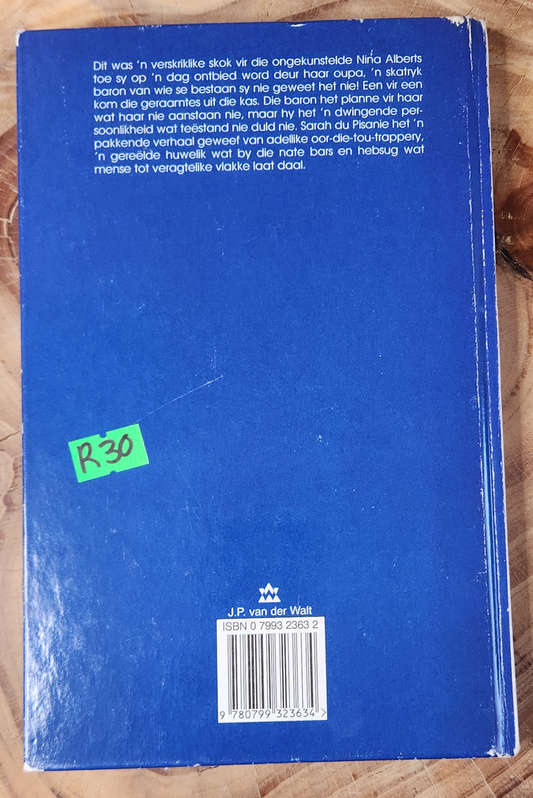 Dit was 'n verskriklike skok vir die ongekunstelde Nina Alberts
toe sy op 'n dag ontbied word deur haar oupa, 'n skatryk
baron van wie se bestaan sy nie geweet het nie! Een vir een
kom die geraamtes uit die kas. Die baron het planne vir haar
wat haar nie aanstaan nie, maar hy het 'n dwingende per-
soonlikheid wat teëstand nie duld nie. Sarah du Pisanie het 'n
pakkende verhaal geweef van adellike oor-die-tou-trappery,
'n gereëlde huwelik wat by die nate bars en hebsug wat
mense tot veragtelike vlakke laat daal.
R30
J.P. van der Walt
ISBN 0 7993 2363 2
9 780799 323634 >